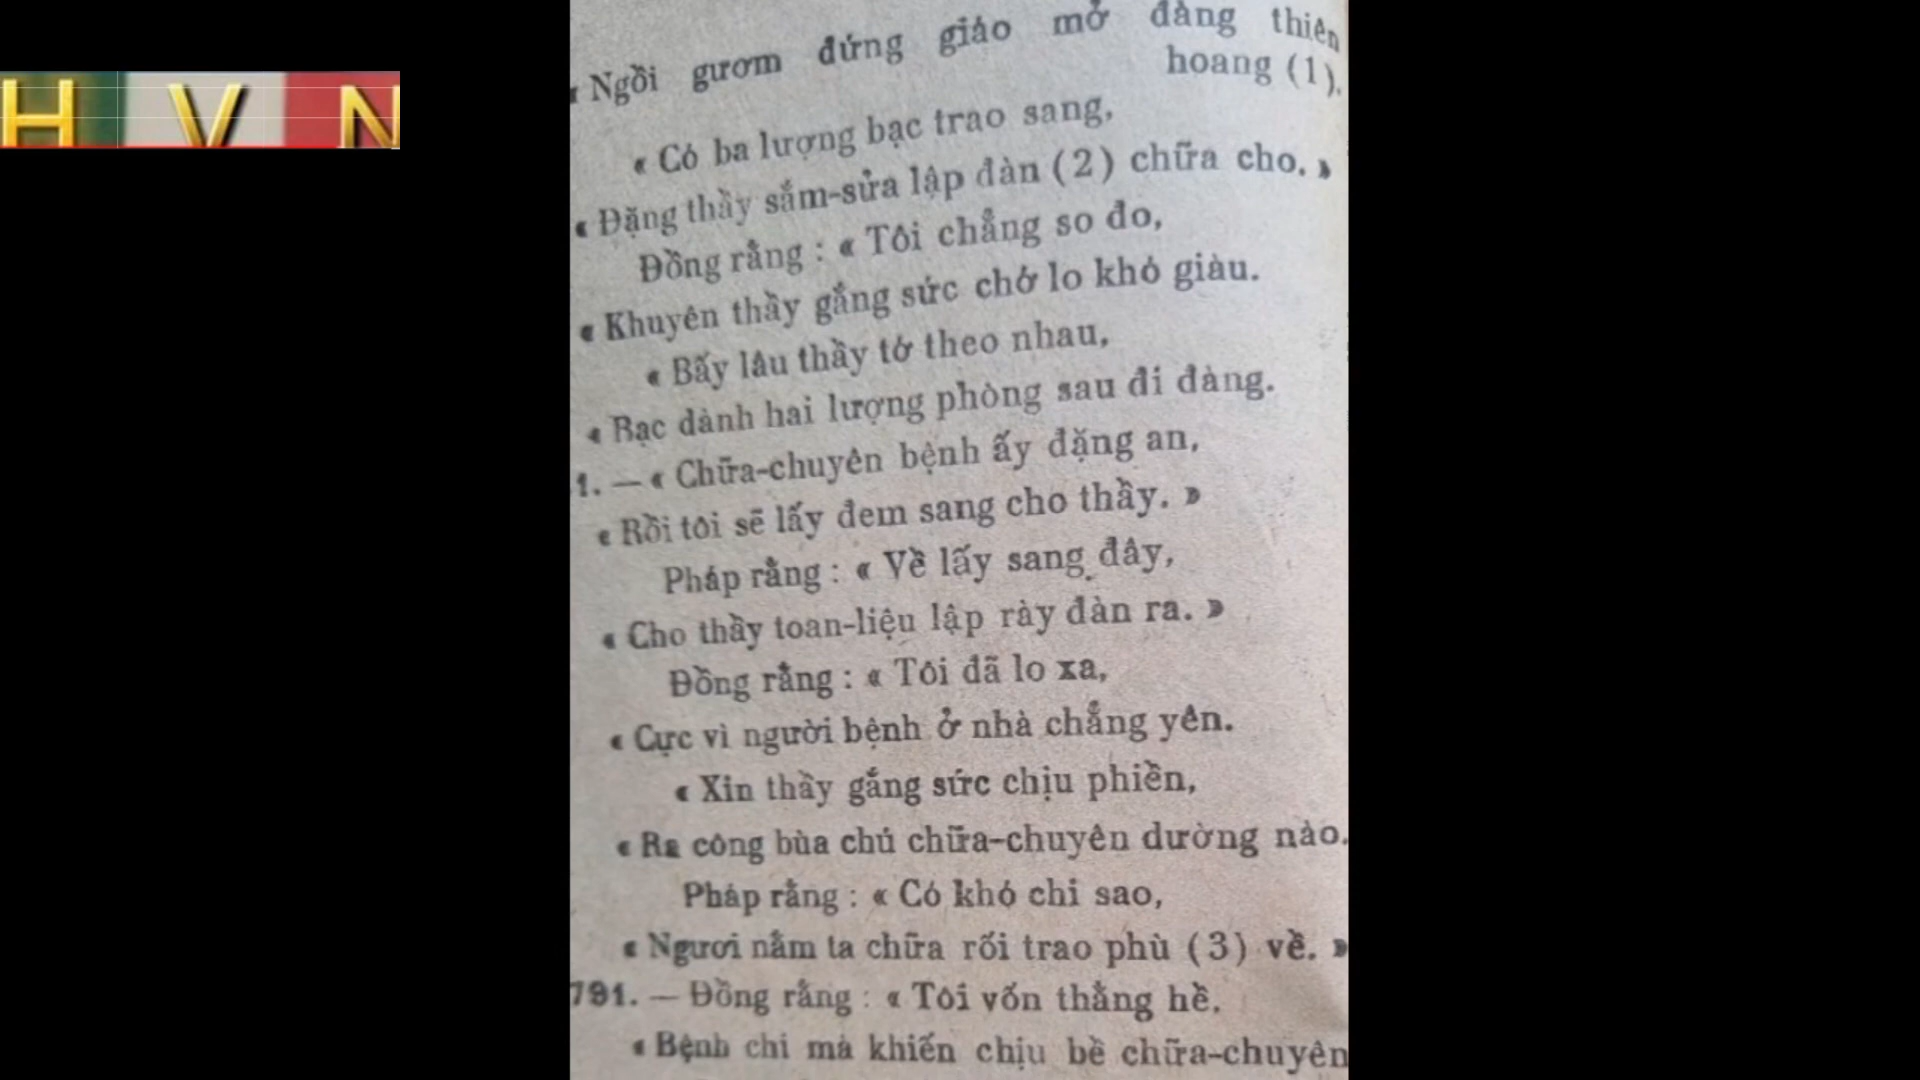 H V N
« Ngồi gươm đứng giáo mở đàng thiên
hoang (1).
« Có ba lượng bạc trao sang,
« Đặng thầy sắm-sửa lập đàn (2) chữa cho. »
Đồng rằng : « Tôi chẳng so đo,
« Khuyên thầy gắng sức chớ lo khó giàu.
« Bấy lâu thầy tớ theo nhau,
« Bạc dành hai lượng phòng sau đi đàng.
1. — « Chữa-chuyên bệnh ấy đặng an,
« Rồi tôi sẽ lấy đem sang cho thầy. »
Pháp rằng : « Về lấy sang đây,
« Cho thầy toan-liệu lập rày đàn ra. »
Đồng rằng : « Tôi đã lo xa,
« Cực vì người bệnh ở nhà chẳng yên.
« Xin thầy gắng sức chịu phiền,
« Ra công bùa chú chữa-chuyên dường nào.
Pháp rằng : « Có khó chi sao,
« Ngươi nằm ta chữa rối trao phù (3) về. »
791. — Đồng rằng : « Tôi vốn thằng hề,
« Bệnh chi mà khiến chịu bề chữa-chuyên